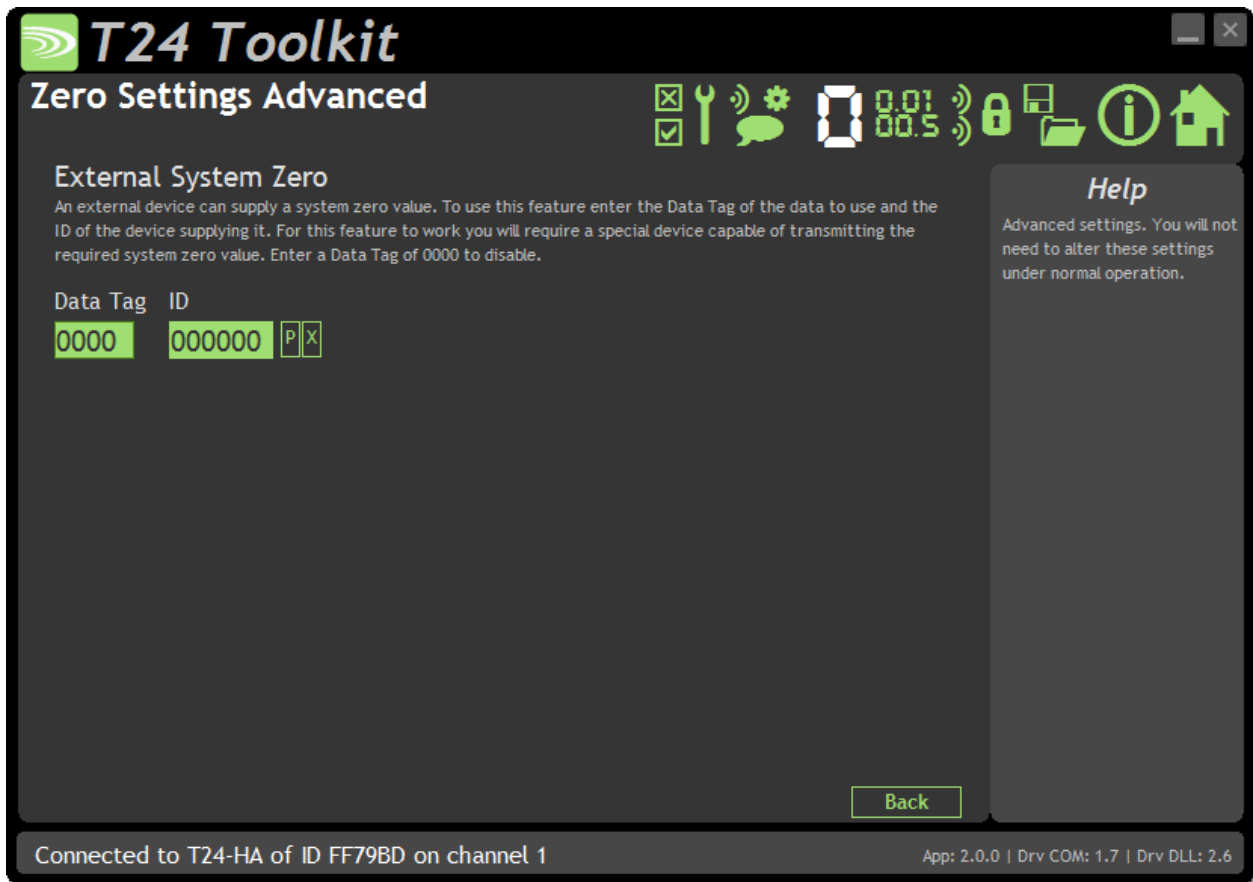 T24 Toolkit
Zero Settings Advanced
0
0.01
00.5
External System Zero
An external device can supply a system zero value. To use this feature enter the Data Tag of the data to use and the
ID of the device supplying it. For this feature to work you will require a special device capable of transmitting the
required system zero value. Enter a Data Tag of 0000 to disable.
Data Tag ID
0000 000000 P X
Help
Advanced settings. You will not
need to alter these settings
under normal operation.
Back
Connected to T24-HA of ID FF79BD on channel 1
App: 2.0.0 | Drv COM: 1.7 | Drv DLL: 2.6